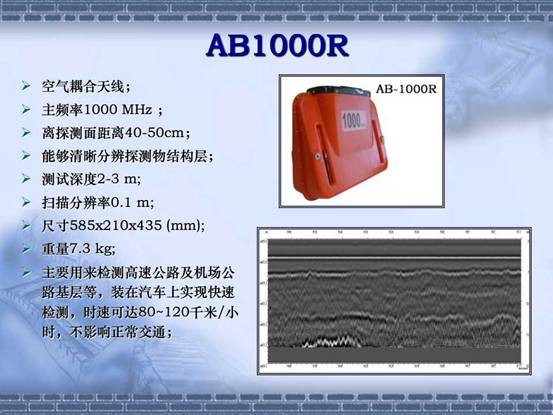 AB1000R
空气耦合天线；
主频率1000 MHz ；
离探测面距离40-50cm；
能够清晰分辨探测物结构层；
测试深度2-3 m;
扫描分辨率0.1 m;
尺寸585x210x435 (mm);
重量7.3 kg;
主要用来检测高速公路及机场公
路基层等，装在汽车上实现快速
检测，时速可达80~120千米/小
时，不影响正常交通；
AB-1000R
1000